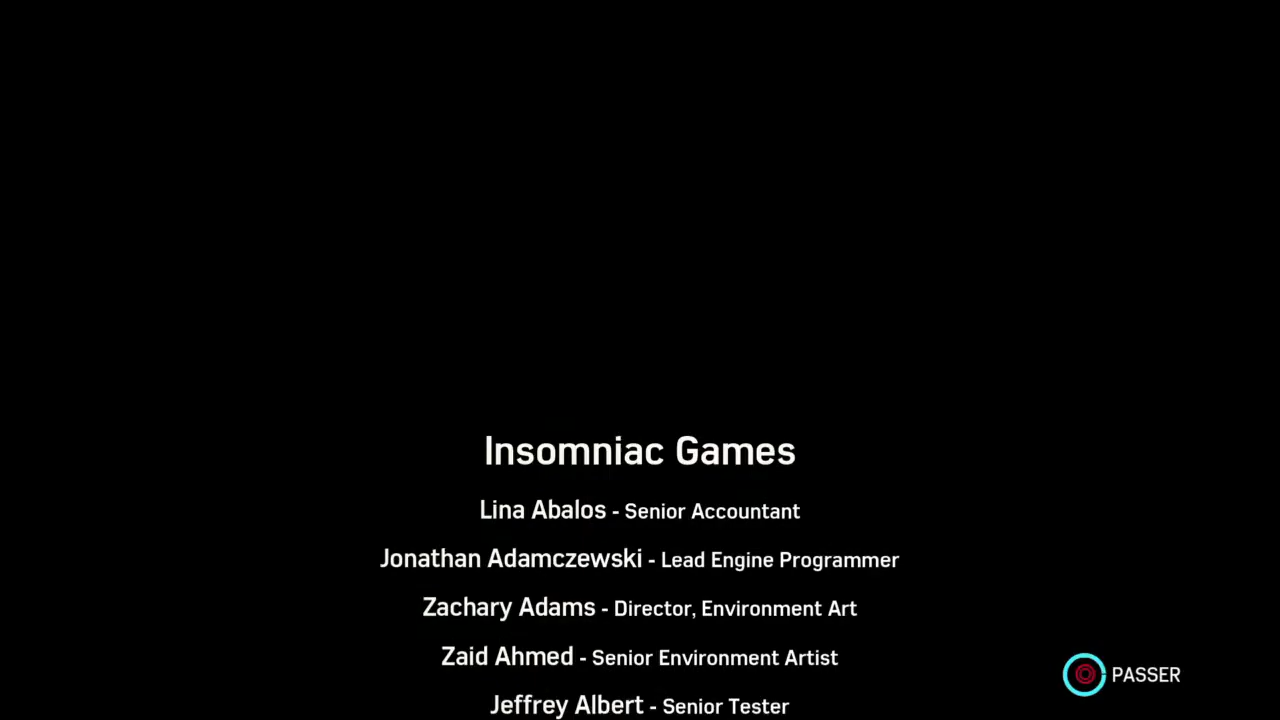 Insomniac Games
Lina Abalos - Senior Accountant
Jonathan Adamczewski - Lead Engine Programmer
Zachary Adams - Director, Environment Art
Zaid Ahmed - Senior Environment Artist
PASSER
Jeffrey Albert - Senior Tester